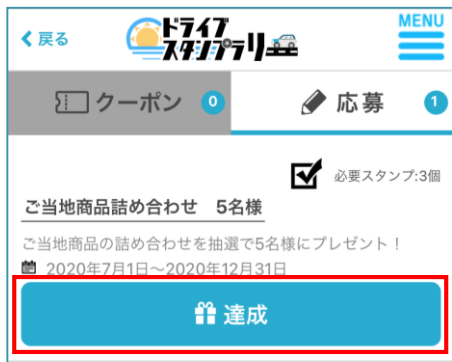 戻る
ドライブ
スタンプラリー
MENU
クーポン 0
応募 1
必要スタンプ:3個
ご当地商品詰め合わせ 5名様
ご当地商品の詰め合わせを抽選で5名様にプレゼント！
2020年7月1日〜2020年12月31日
達成